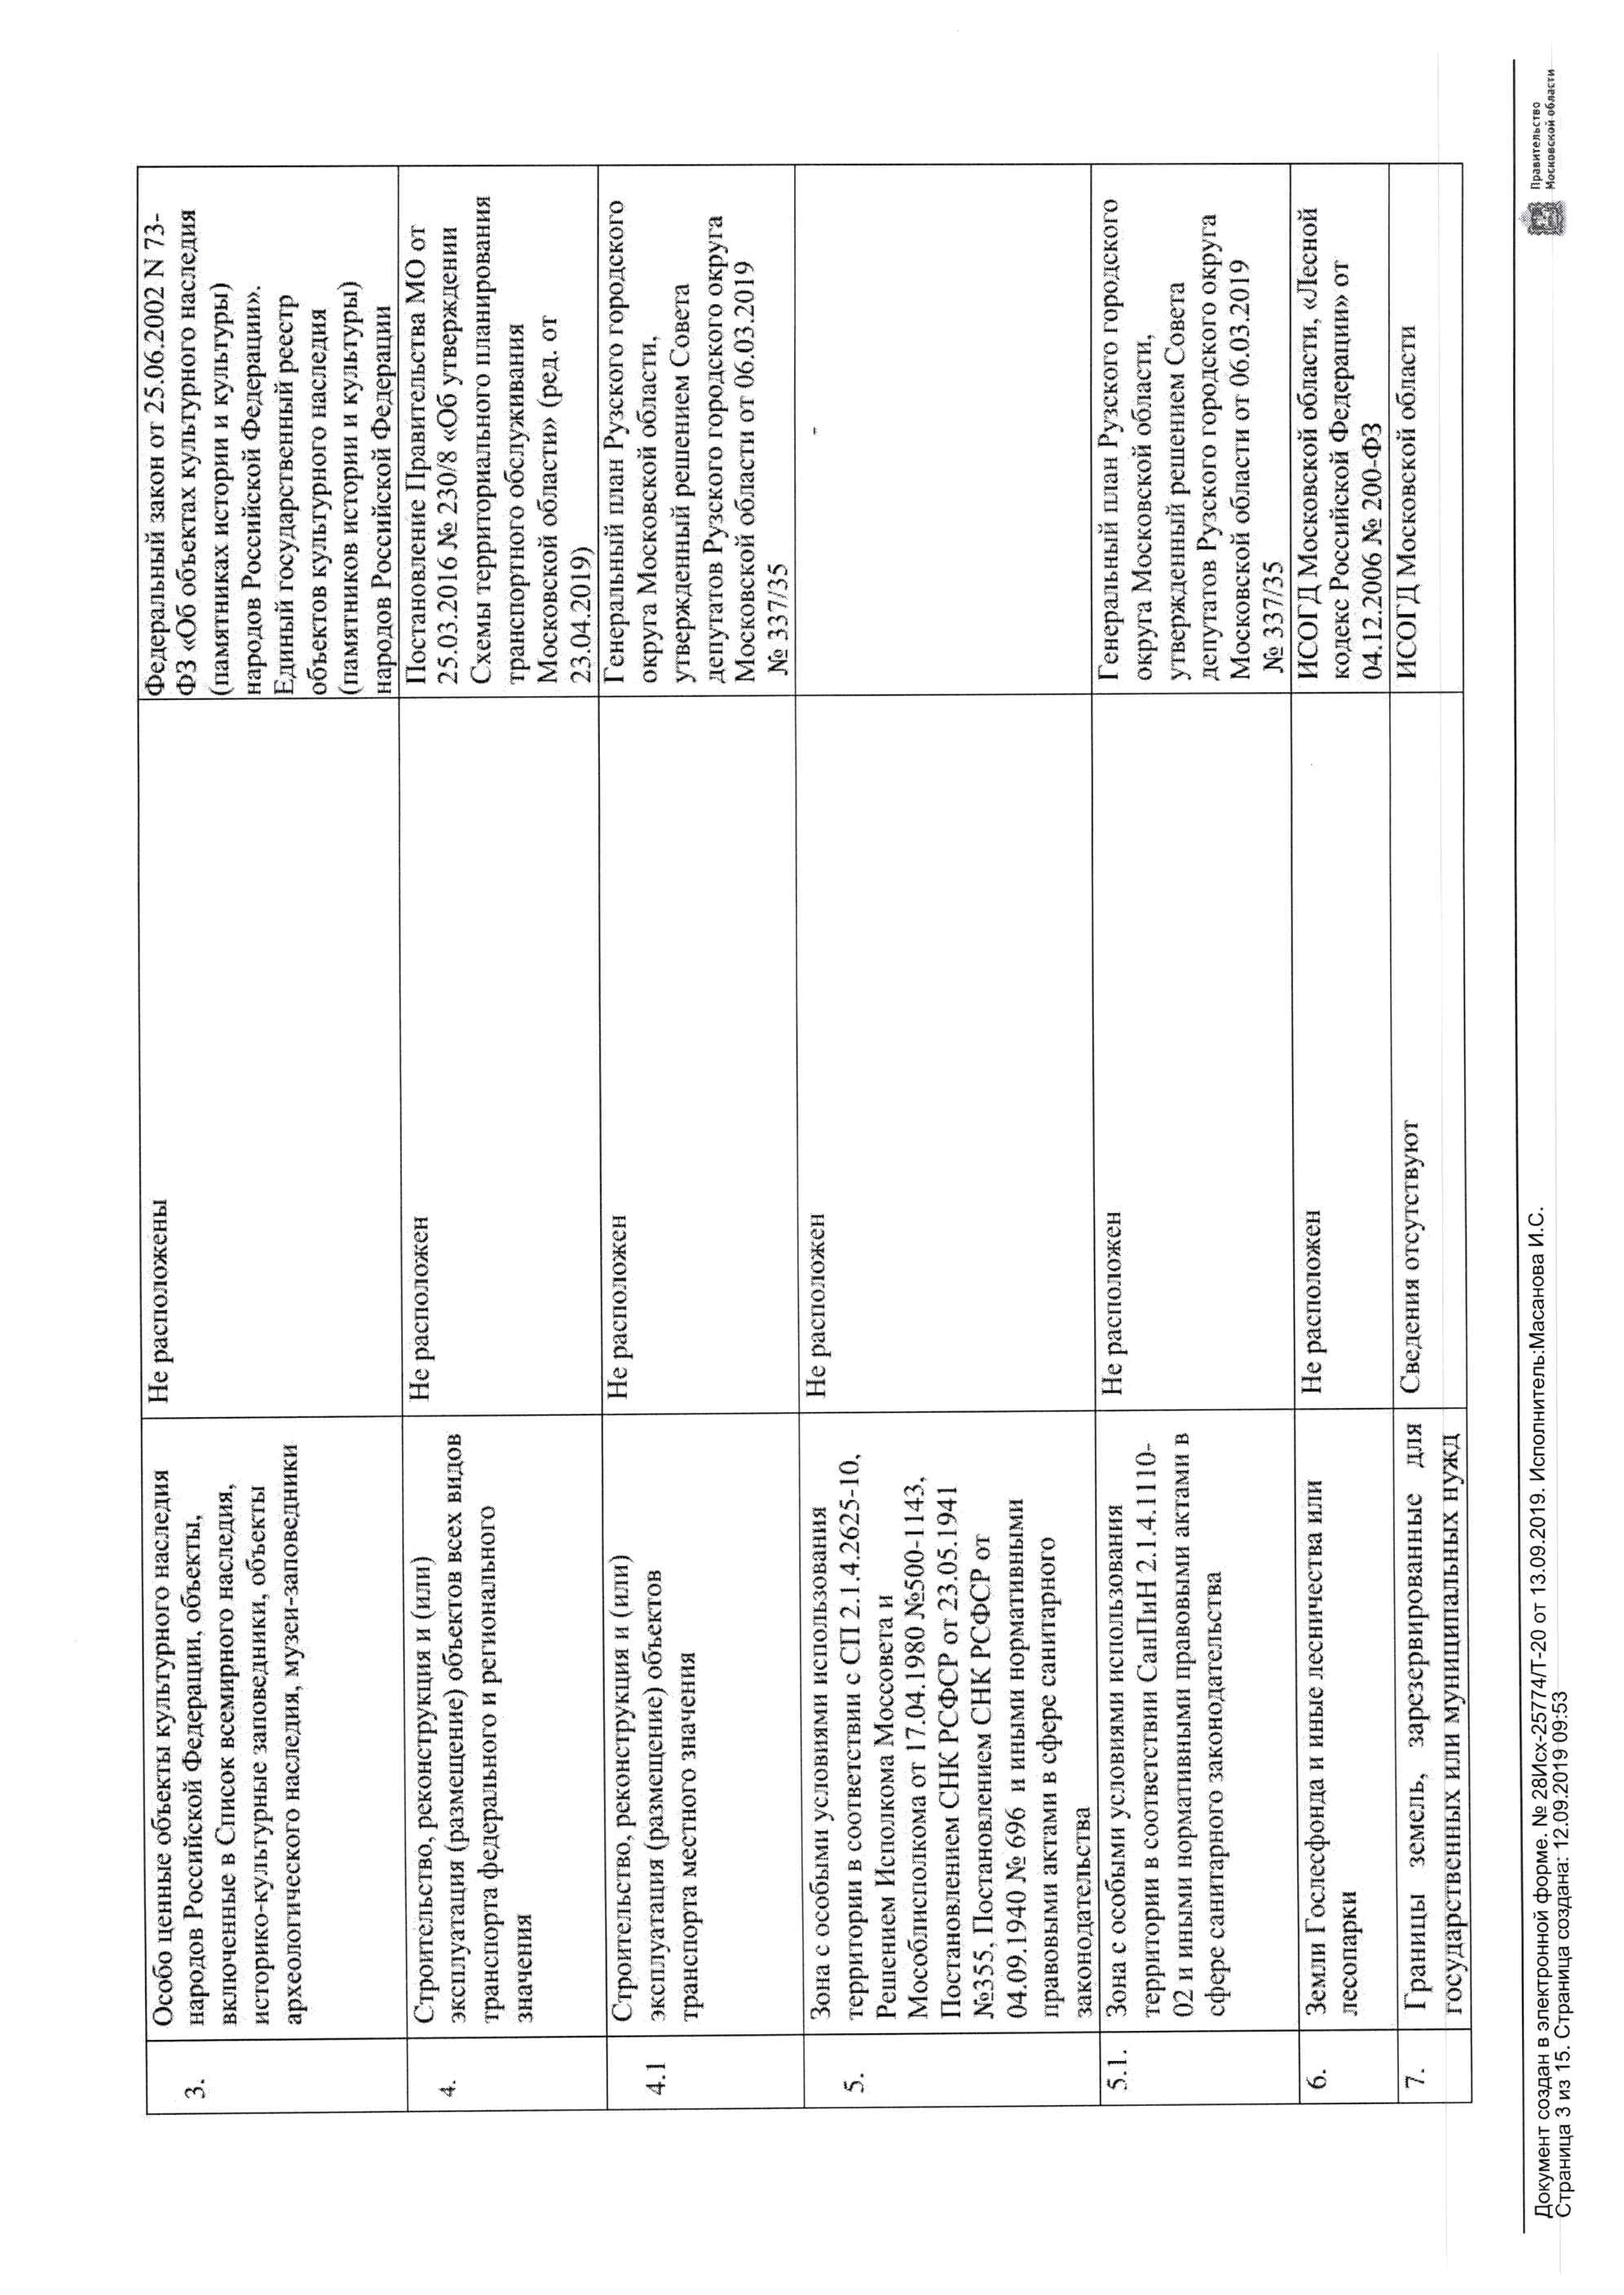 3.
Особо ценные объекты культурного наследия
народов Российской Федерации, объекты,
включенные в Список всемирного наследия,
историко-культурные заповедники, объекты
археологического наследия, музеи-заповедники
Не расположены
Федеральный закон от 25.06.2002 N 73-
ФЗ «Об объектах культурного наследия
(памятниках истории и культуры)
народов Российской Федерации».
Единый государственный реестр
объектов культурного наследия
(памятников истории и культуры)
народов Российской Федерации
4.
Строительство, реконструкция и (или)
эксплуатация (размещение) объектов всех видов
транспорта федерального и регионального
значения
Не расположен
Постановление Правительства МО от
25.03.2016 № 230/8 «Об утверждении
Схемы территориального планирования
транспортного обслуживания
Московской области» (ред. от
23.04.2019)
4.1
Строительство, реконструкция и (или)
эксплуатация (размещение) объектов
транспорта местного значения
Не расположен
Генеральный план Рузского городского
округа Московской области,
утвержденный решением Совета
депутатов Рузского городского округа
Московской области от 06.03.2019
№ 337/35
5.
Зона с особыми условиями использования
территории в соответствии с СП 2.1.4.2625-10,
Решением Исполкома Моссовета и
Мособлисполкома от 17.04.1980 №500-1143,
Постановлением СНК РСФСР от 23.05.1941
№355, Постановлением СНК РСФСР от
04.09.1940 № 696 и иными нормативными
правовыми актами в сфере санитарного
законодательства
Не расположен
-
5.1.
Зона с особыми условиями использования
территории в соответствии СанПиН 2.1.4.1110-
02 и иными нормативными правовыми актами в
сфере санитарного законодательства
Не расположен
Генеральный план Рузского городского
округа Московской области,
утвержденный решением Совета
депутатов Рузского городского округа
Московской области от 06.03.2019
№ 337/35
6.
Земли Гослесфонда и иные лесничества или
лесопарки
Не расположен
ИСОГД Московской области, «Лесной
кодекс Российской Федерации» от
04.12.2006 № 200-ФЗ
7.
Границы земель, зарезервированные для
государственных или муниципальных нужд
Сведения отсутствуют
ИСОГД Московской области
Документ создан в электронной форме. № 28Исх-25774/Т-20 от 13.09.2019. Исполнитель:Масанова И.С.
Страница 3 из 15. Страница создана: 12.09.2019 09:53
Правительство
Московской области